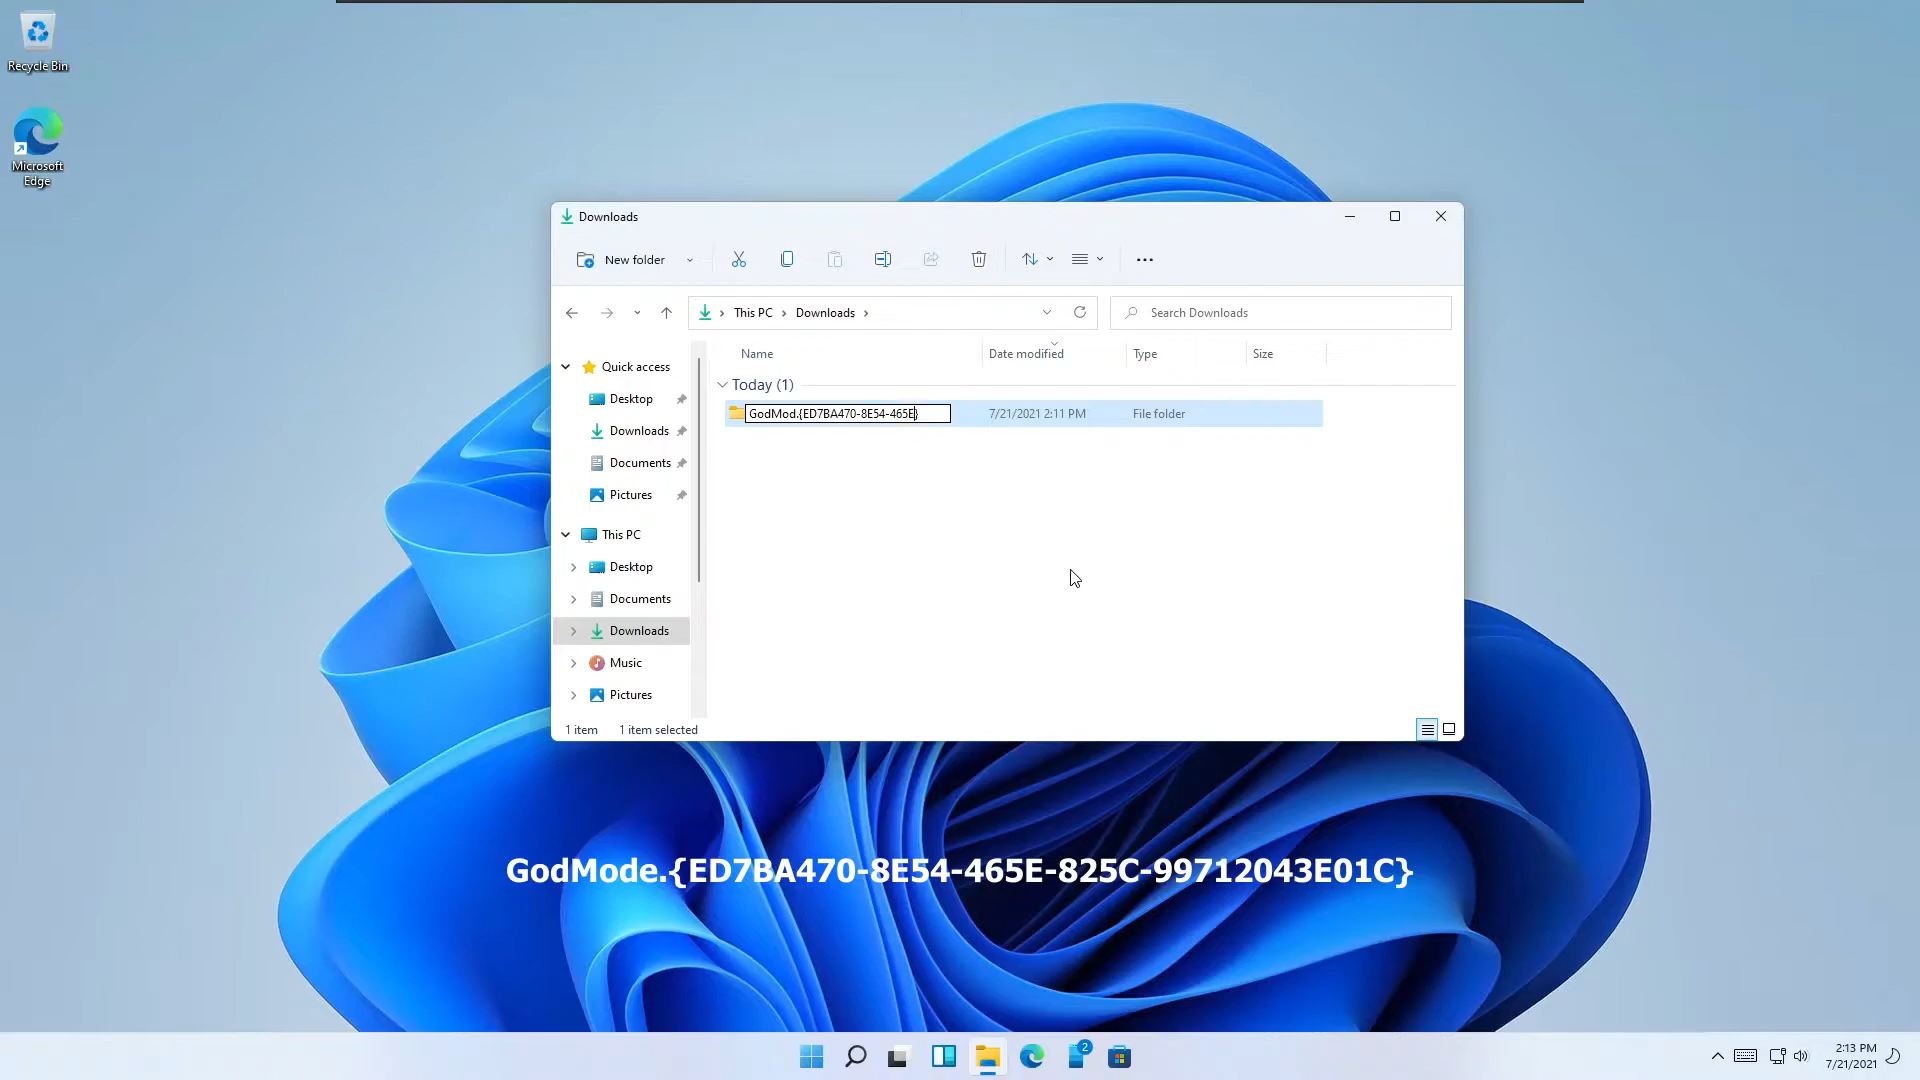 Recycle Bin
Microsoft
Edge
Downloads
New folder
This PC
Downloads
Search Downloads
Name
Date modified
Type
Size
Quick access
Today (1)
Desktop
GodMod.{ED7BA470-8E54-465E}
7/21/2021 2:11 PM
File folder
Downloads
Documents
Pictures
This PC
Desktop
Documents
Downloads
Music
Pictures
1 item
1 item selected
GodMode.{ED7BA470-8E54-465E-825C-99712043E01C}
2
2:13 PM
7/21/2021